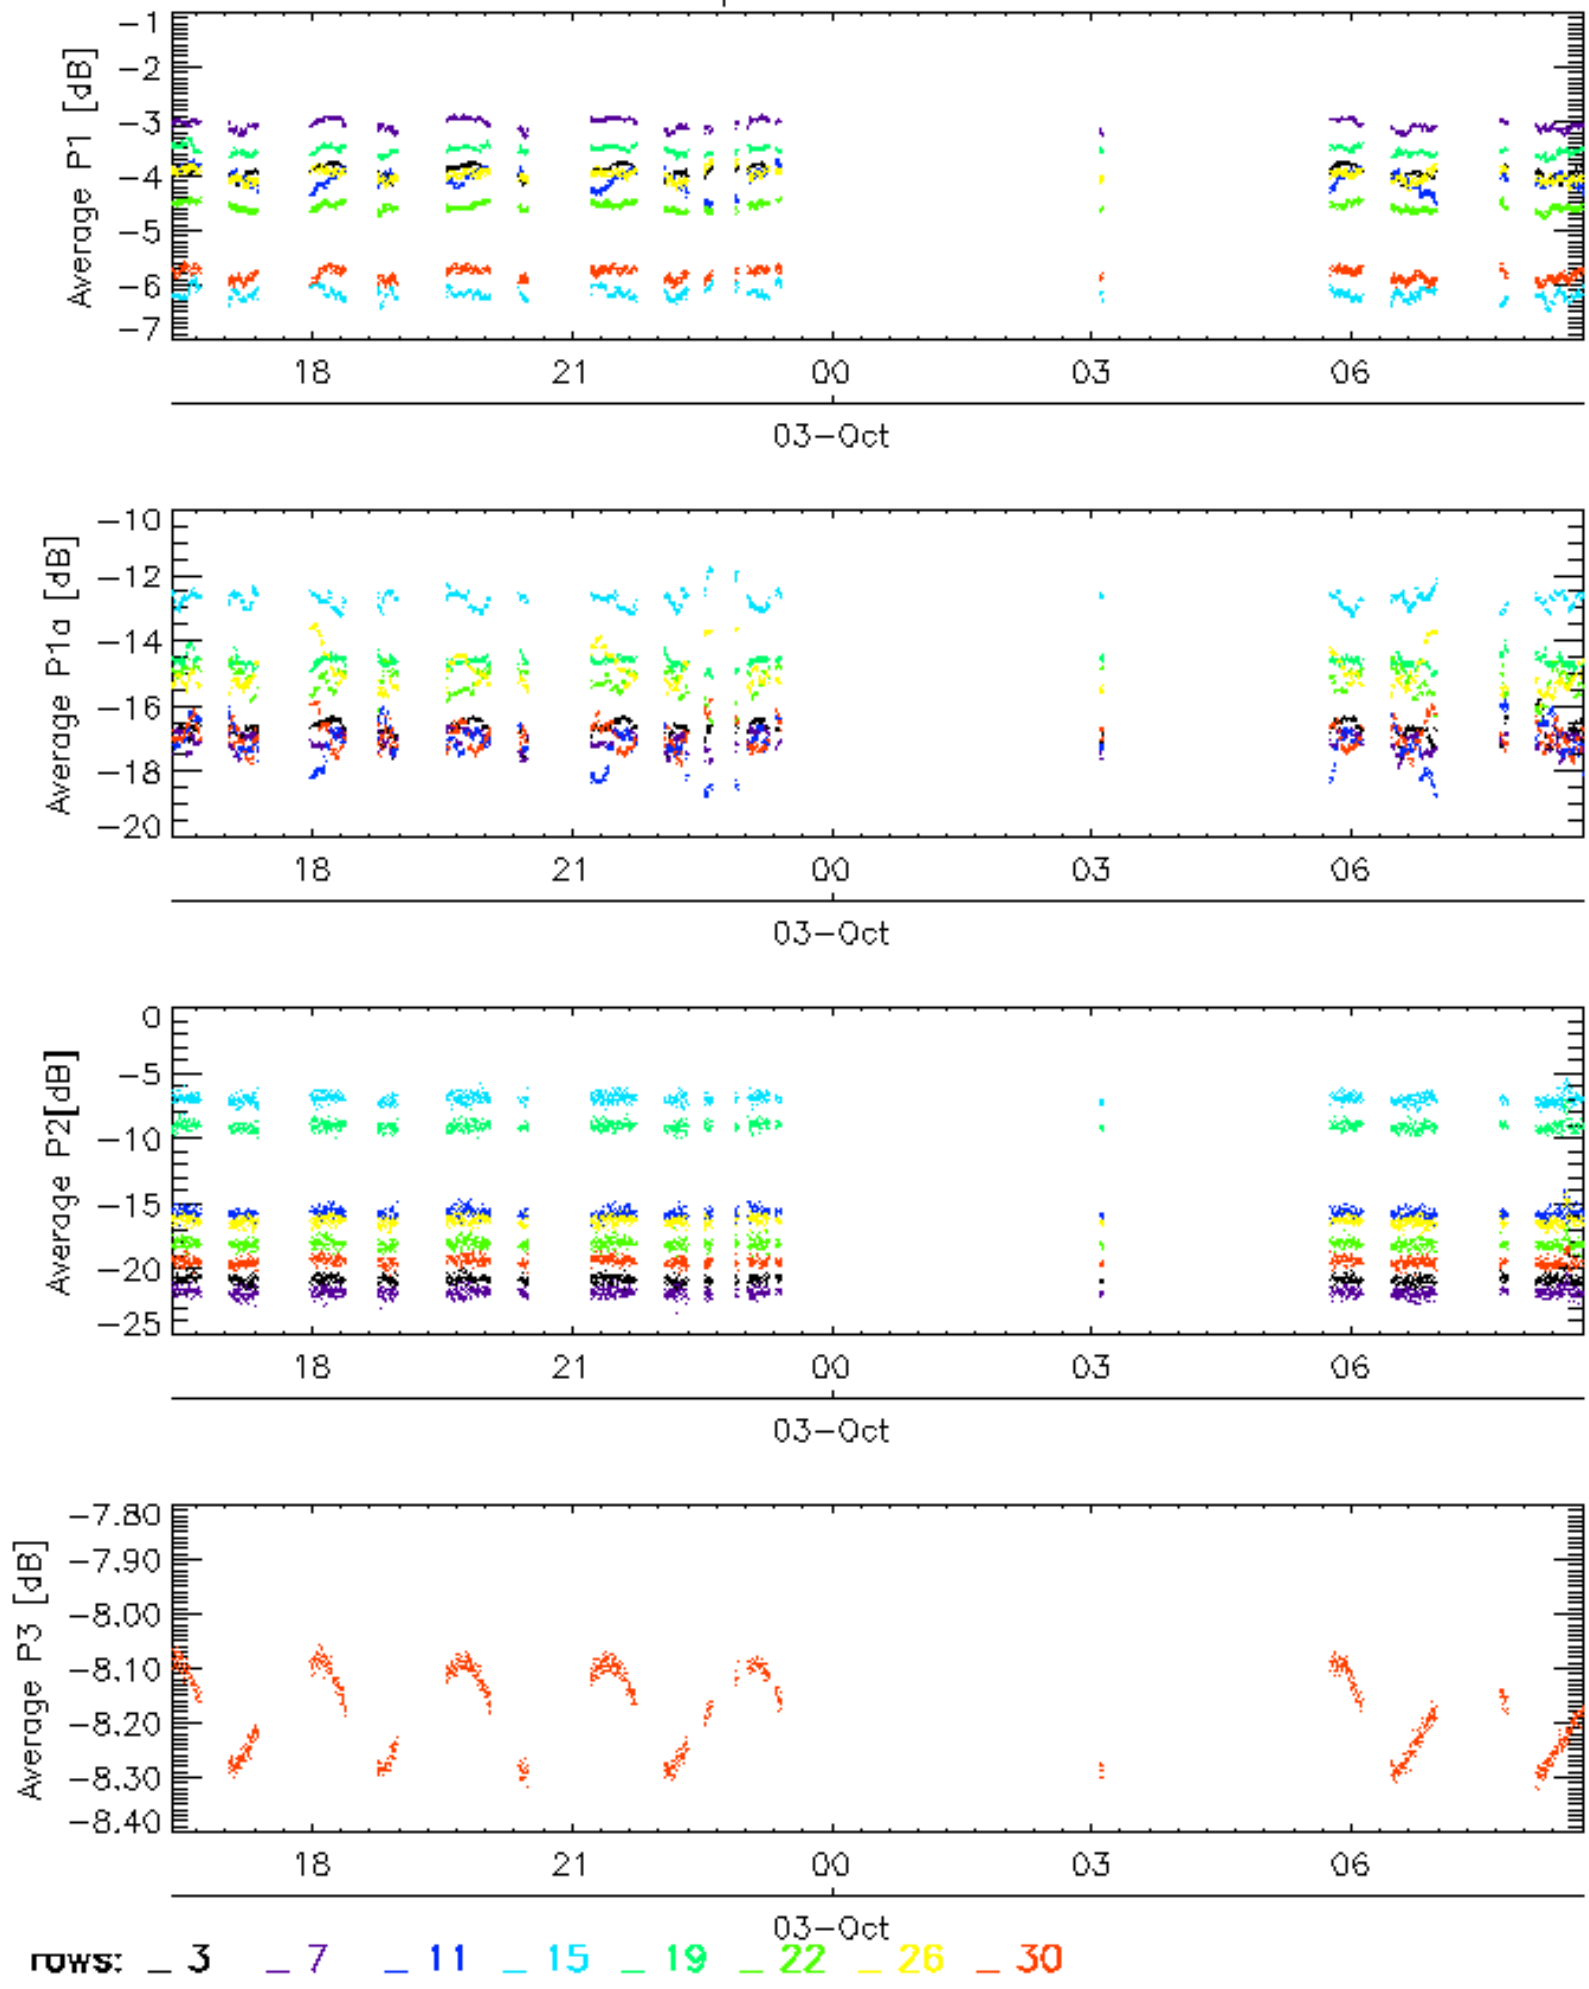 Average P1 [dB]
−1
−2
−3
−4
−5
−6
−7
18 21 00 03 06
03−Oct
Average P1a [dB]
−10
−12
−14
−16
−18
−20
18 21 00 03 06
03−Oct
Average P2[dB]
0
−5
−10
−15
−20
−25
18 21 00 03 06
03−Oct
Average P3 [dB]
−7.80
−7.90
−8.00
−8.10
−8.20
−8.30
−8.40
18 21 00 03 06
03−Oct
rows: _ 3 _ 7 _ 11 _ 15 _ 19 _ 22 _ 26 _ 30